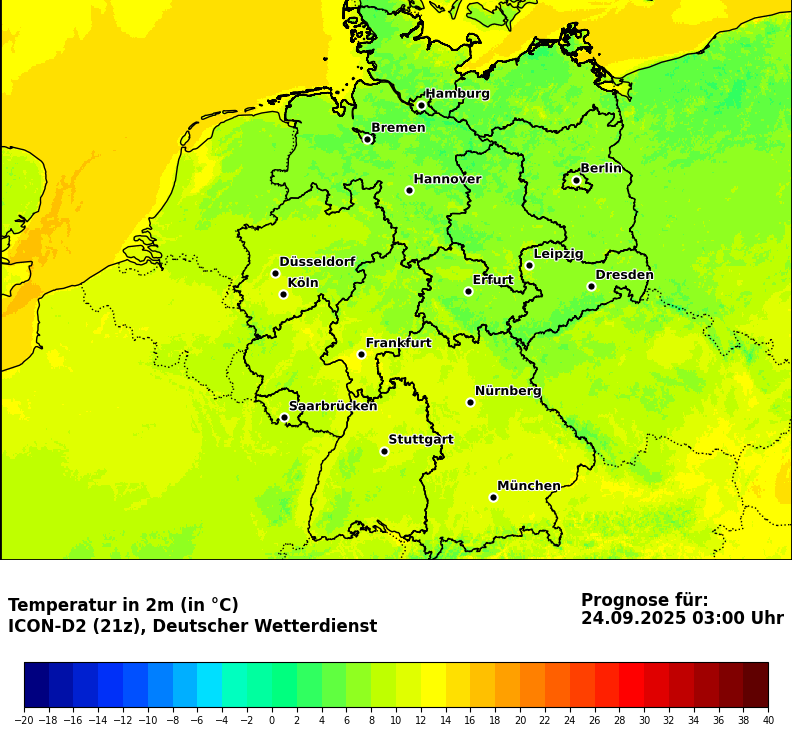 Hamburg
Bremen
Berlin
Hannover
Leipzig
Düsseldorf
Dresden
Köln
Erfurt
Frankfurt
Nürnberg
Saarbrücken
Stuttgart
München
Temperatur in 2m (in °C)
ICON-D2 (21z), Deutscher Wetterdienst
Prognose für:
24.09.2025 03:00 Uhr
−20 −18 −16 −14 −12 −10 −8 −6 −4 −2 0 2 4 6 8 10 12 14 16 18 20 22 24 26 28 30 32 34 36 38 40